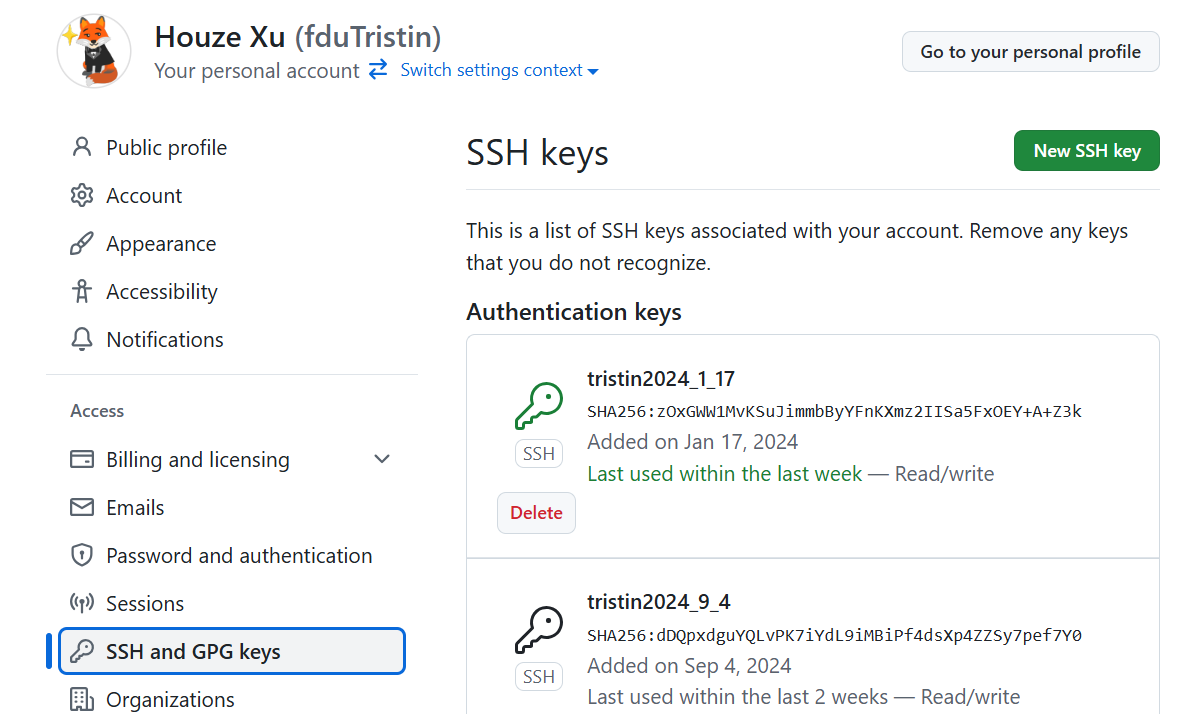 Houze Xu (fduTristin)
Your personal account Switch settings context
Go to your personal profile
Public profile
Account
Appearance
Accessibility
Notifications
Access
Billing and licensing
Emails
Password and authentication
Sessions
SSH and GPG keys
Organizations
SSH keys
New SSH key
This is a list of SSH keys associated with your account. Remove any keys
that you do not recognize.
Authentication keys
tristin2024_1_17
SHA256:zOxGWW1MvKSuJimmbByYFnKXmz2IISa5FxOEY+A+Z3k
SSH
Added on Jan 17, 2024
Last used within the last week — Read/write
Delete
tristin2024_9_4
SHA256:dDQpxdguYQLvPK7iYdL9iMBiPf4dsXp4ZZSy7pef7Y0
SSH
Added on Sep 4, 2024
Last used within the last 2 weeks — Read/write